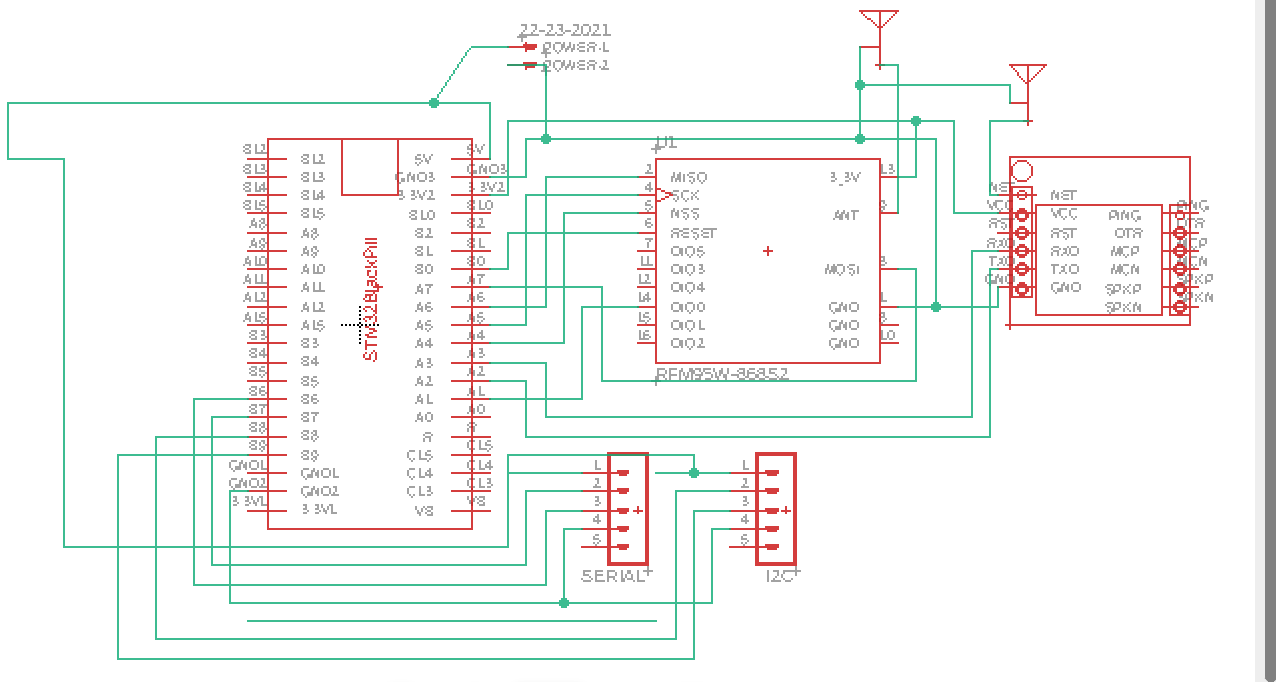 22-23-2021
POWER-1
POWER-2
U1
STM32BlackPill
B12 B12 5V 5V
B13 B13 GND3 GND3
B14 B14 3.3V2 3.3V2
B15 B15 B10 B10
A8 A8 B2 B2
A9 A9 B1 B1
A10 A10 B0 B0
A11 A11 A7 A7
A12 A12 A6 A6
A15 A15 A5 A5
B3 B3 A4 A4
B4 B4 A3 A3
B5 B5 A2 A2
B6 B6 A1 A1
B7 B7 A0 A0
B8 B8 R R
B9 B9 C15 C15
GND1 GND1 C14 C14
GND2 GND2 C13 C13
3.3V1 3.3V1 VB VB
2 MISO 3_3V 13
4 SCK
5 NSS ANT 9
6 RESET
7 DIO5
11 DIO3 MOSI 3
12 DIO4
14 DIO0 GND 1
15 DIO1 GND 8
16 DIO2 GND 10
RFM95W-868S2
NET NET
VCC VCC RING RING
RST RST DTR DTR
RXD RXD MCP MCP
TXD TXD MCN MCN
GND GND SPKP SPKP
SPKN SPKN
1
2
3
4
5
SERIAL
1
2
3
4
5
I2C